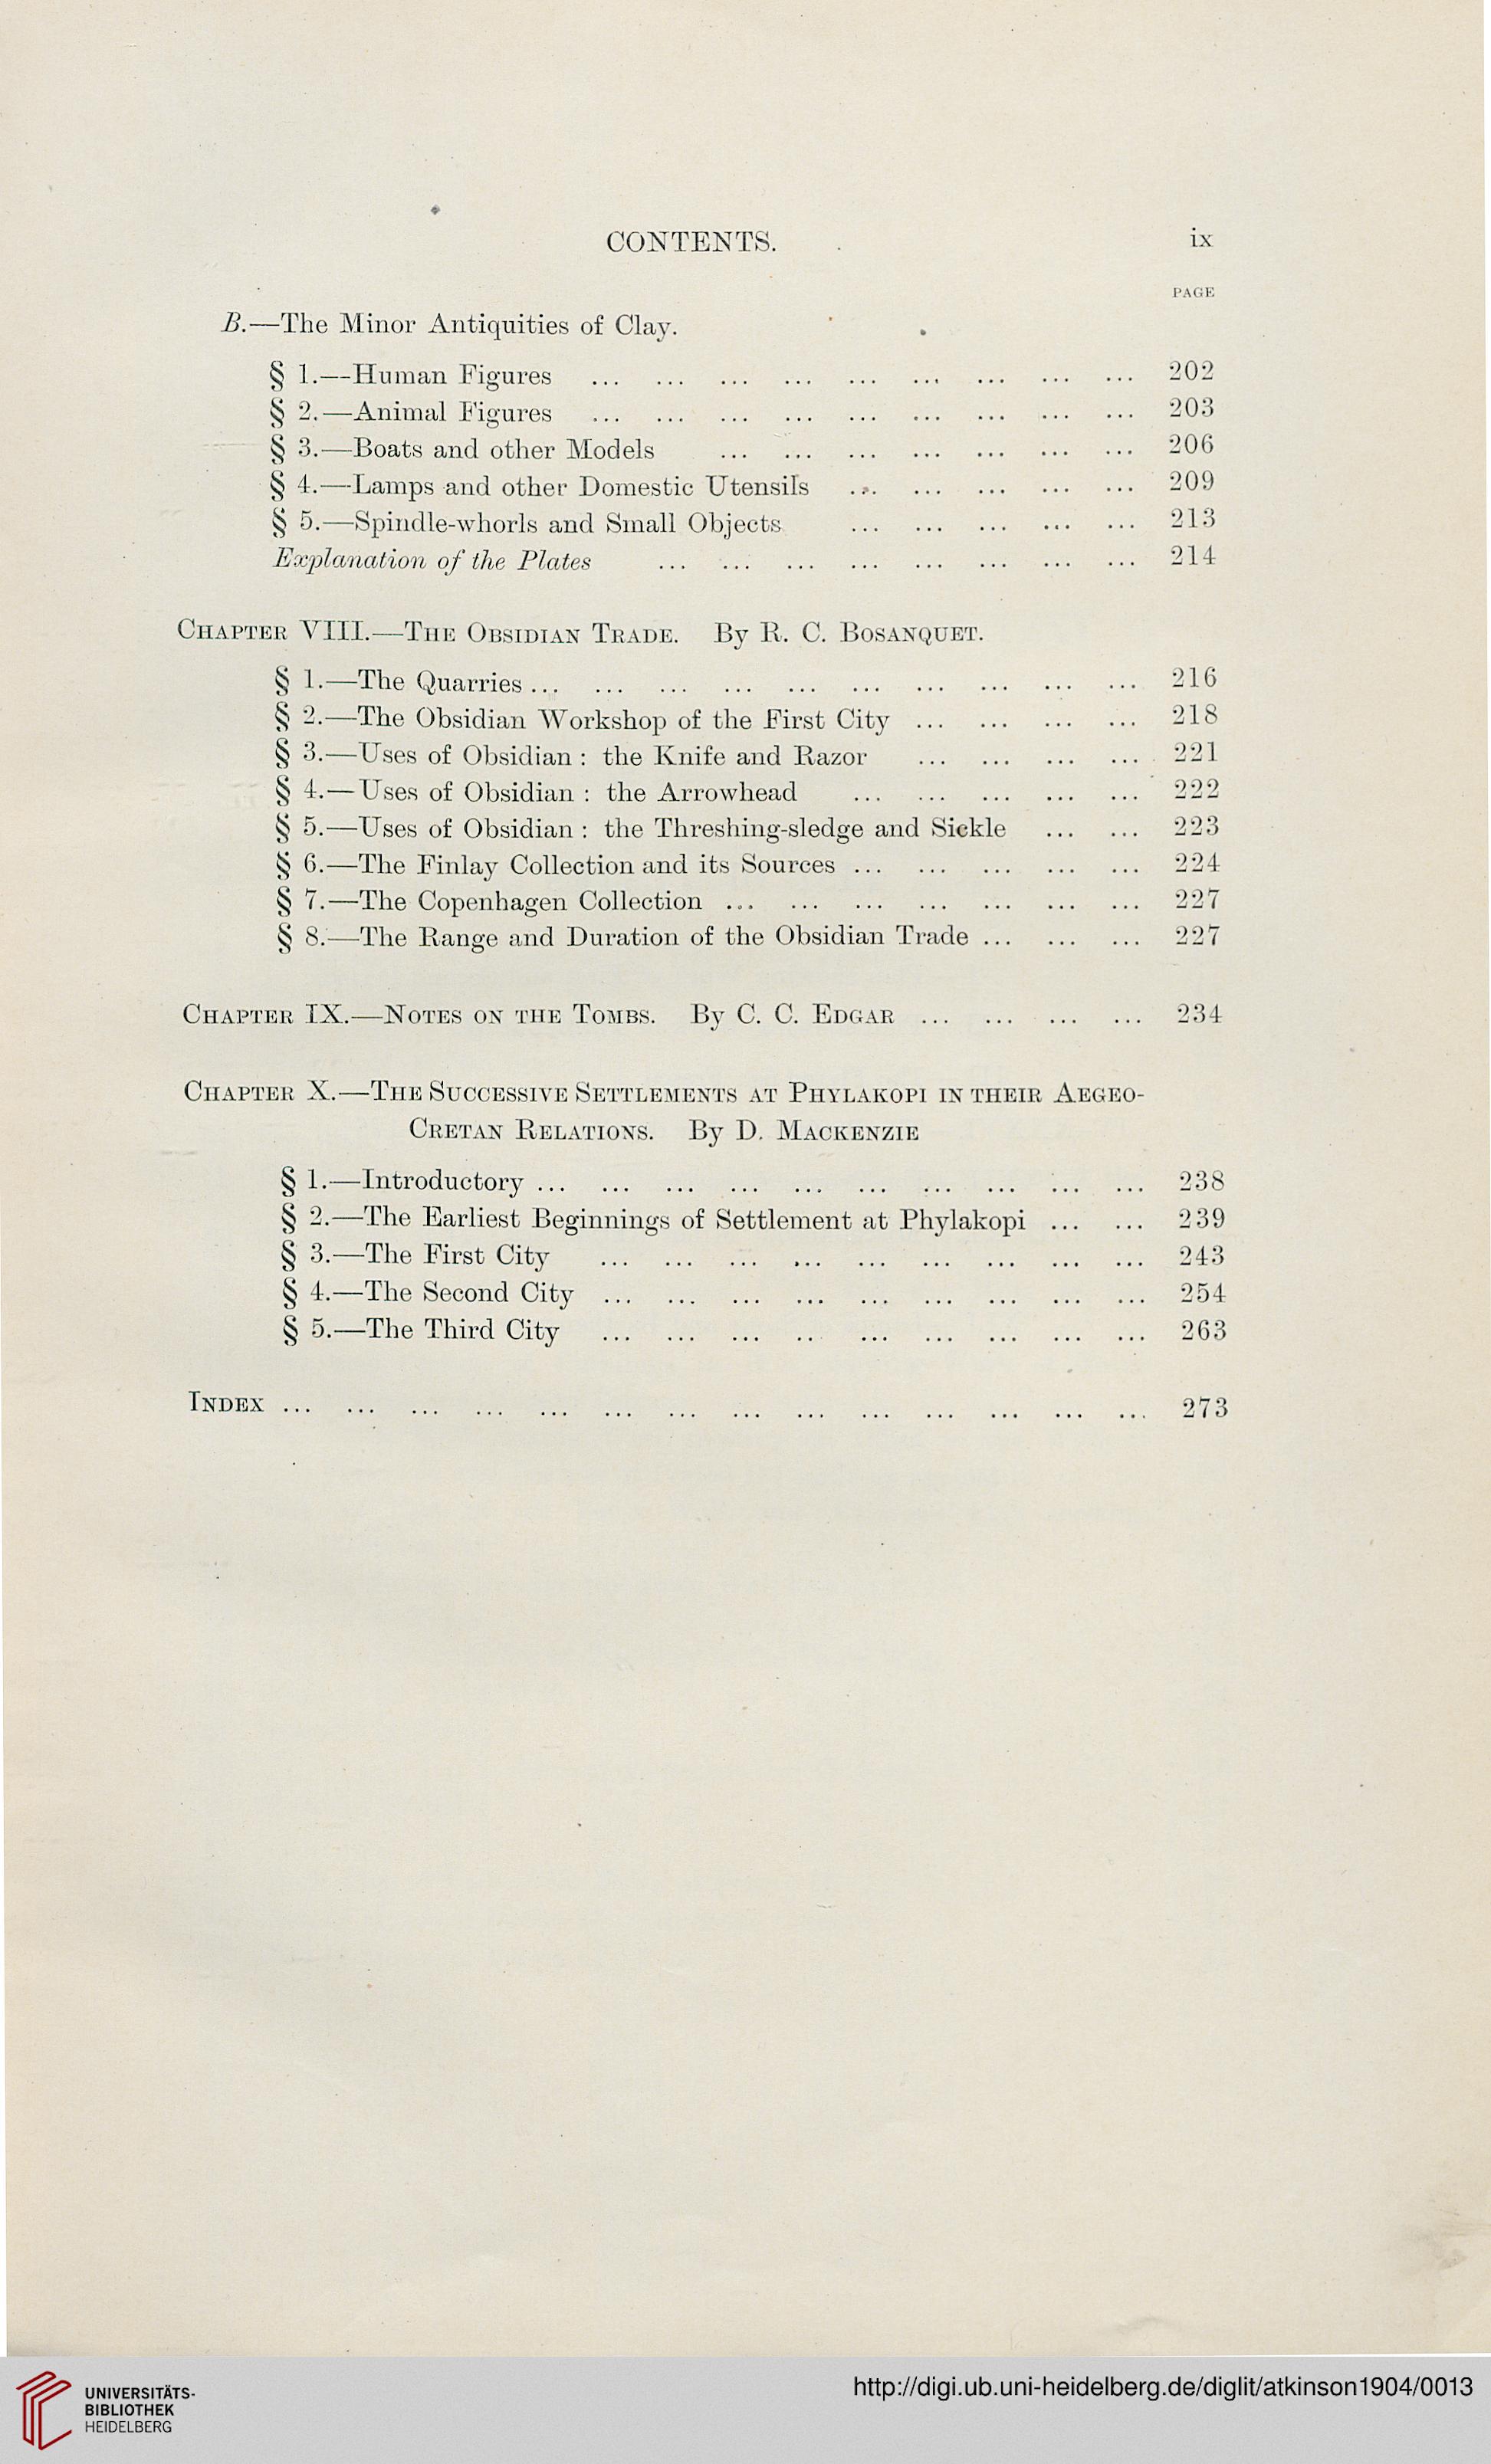 CONTENTS. ix
PAGE
B.—The Minor Antiquities of Clay.
§ 1.—Human Figures ... ... ... ... ... ... ... ... ... 202
§ 2.—Animal Figures ... ... ... ... ... ... ... ... ... 203
§ 3.—Boats and other Models ... ... ... ... ... ... ... 206
§ 4.—Lamps and other Domestic Utensils ... ... ... ... ... 209
§ 5.—Spindle-whorls and Small Objects ... ... ... ... ... 213
Explanation of the Plates ... ... ... ... ... ... ... ... 214
Chapter VIII.—The Obsidian Trade. By R. C. Bosanquet.
§ 1.—The Quarries ... ... ... ... ... ... ... ... ... ... 216
§ 2.—The Obsidian Workshop of the First City ... ... ... ... 218
§ 3.—Uses of Obsidian : the Knife and Razor ... ... ... ... 221
§ 4.—Uses of Obsidian : the Arrowhead ... ... ... ... ... 222
§ 5.—Uses of Obsidian : the Threshing-sledge and Sickle ... ... 223
§ 6.—The Finlay Collection and its Sources ... ... ... ... ... 224
§ 7.—The Copenhagen Collection ... ... ... ... ... ... ... 227
§ 8.—The Range and Duration of the Obsidian Trade ... ... ... 227
Chapter IX.—Notes on the Tombs. By C. C. Edgar ... ... ... ... 234
Chapter X.—The Successive Settlements at Phylakopi in their Aegeo-
Cretan Relations. By D. Mackenzie
§ 1.—Introductory ... ... ... ... ... ... ... ... ... ... 238
§ 2.—The Earliest Beginnings of Settlement at Phylakopi ... ... 239
§ 3.—The First City ... ... ... ... ... ... ... ... ... 243
§ 4.—The Second City ... ... ... ... ... ... ... ... ... 254
§ 5.—The Third City ... ... ... .. ... ... ... ... ... 263
Index ... ... ... ... ... ... ... ... ... ... ... ... ... ... 273
UNIVERSITÄTS-
BIBLIOTHEK
HEIDELBERG
http://digi.ub.uni-heidelberg.de/diglit/atkinson1904/0013